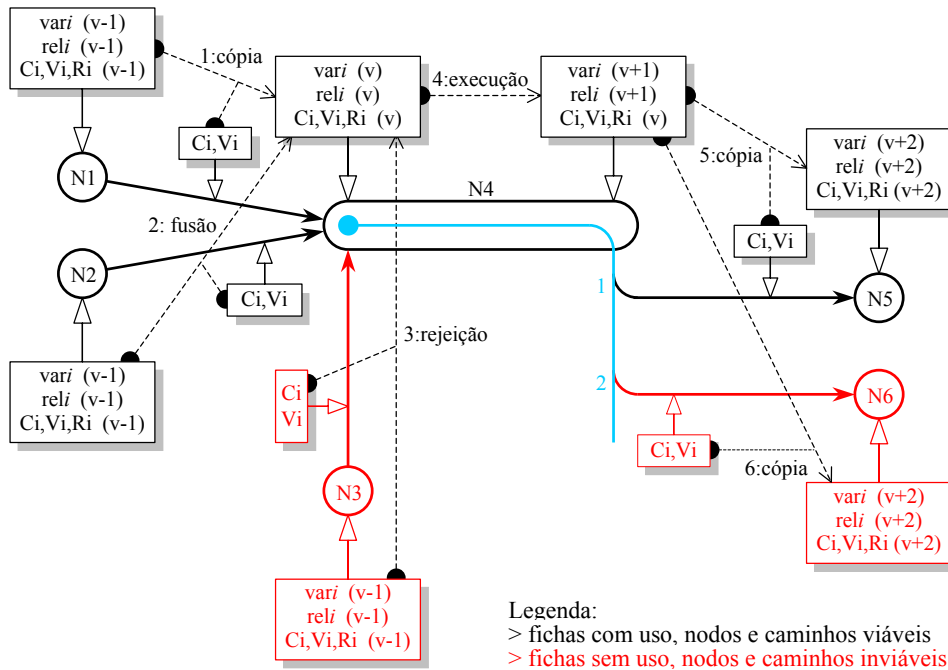 vari (v-1)
reli (v-1)
Ci,Vi,Ri (v-1)
1:cópia
vari (v)
reli (v)
Ci,Vi,Ri (v)
4:execução
vari (v+1)
reli (v+1)
Ci,Vi,Ri (v)
5:cópia
vari (v+2)
reli (v+2)
Ci,Vi,Ri (v+2)
Ci,Vi
N1
N4
2: fusão
Ci,Vi
N2
Ci,Vi
1
N5
3:rejeição
vari (v-1)
reli (v-1)
Ci,Vi,Ri (v-1)
Ci
Vi
2
N6
Ci,Vi
6:cópia
N3
vari (v+2)
reli (v+2)
Ci,Vi,Ri (v+2)
vari (v-1)
reli (v-1)
Ci,Vi,Ri (v-1)
Legenda:
> fichas com uso, nodos e caminhos viáveis
> fichas sem uso, nodos e caminhos inviáveis